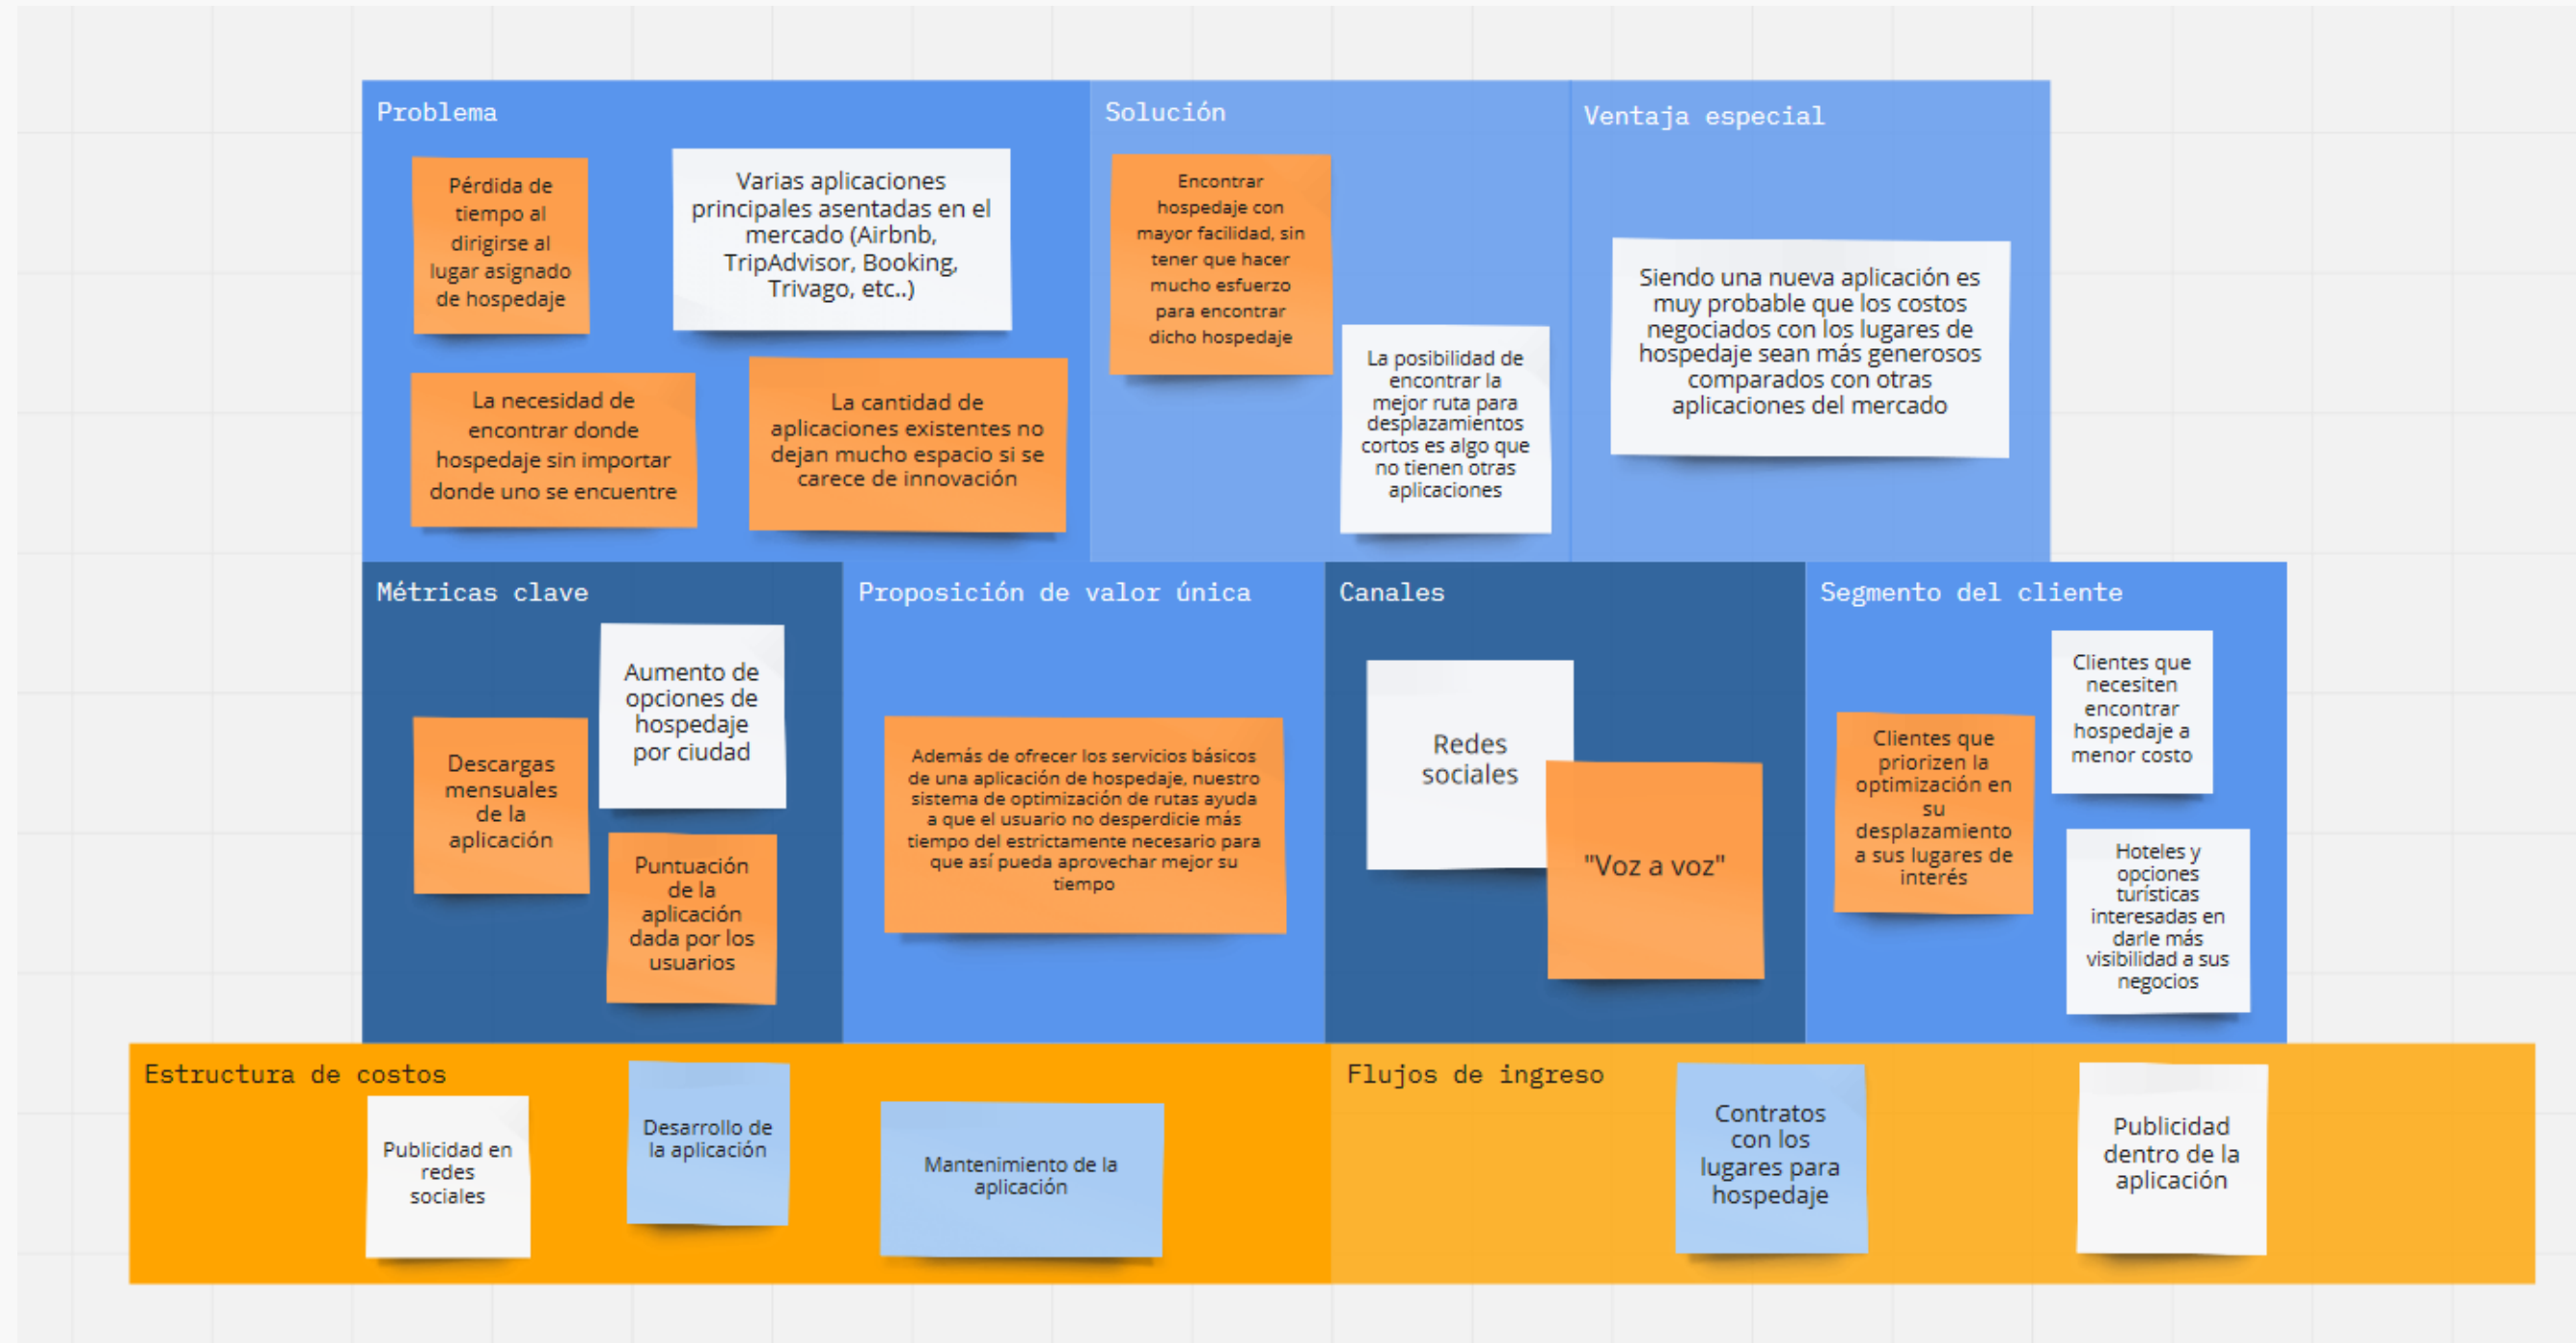 Problema
Pérdida de
tiempo al
dirigirse al
lugar asignado
de hospedaje
Varias aplicaciones
principales asentadas en el
mercado (Airbnb,
TripAdvisor, Booking,
Trivago, etc..)
La necesidad de
encontrar donde
hospedaje sin importar
donde uno se encuentre
La cantidad de
aplicaciones existentes no
dejan mucho espacio si se
carece de innovación
Solución
Encontrar
hospedaje con
mayor facilidad, sin
tener que hacer
mucho esfuerzo
para encontrar
dicho hospedaje
La posibilidad de
encontrar la
mejor ruta para
desplazamientos
cortos es algo que
no tienen otras
aplicaciones
Ventaja especial
Siendo una nueva aplicación es
muy probable que los costos
negociados con los lugares de
hospedaje sean más generosos
comparados con otras
aplicaciones del mercado
Métricas clave
Aumento de
opciones de
hospedaje
por ciudad
Descargas
mensuales
de la
aplicación
Puntuación
de la
aplicación
dada por los
usuarios
Proposición de valor única
Además de ofrecer los servicios básicos
de una aplicación de hospedaje, nuestro
sistema de optimización de rutas ayuda
a que el usuario no desperdicie más
tiempo del estrictamente necesario para
que así pueda aprovechar mejor su
tiempo
Canales
Redes
sociales
"Voz a voz"
Segmento del cliente
Clientes que
necesiten
encontrar
hospedaje a
menor costo
Clientes que
priorizen la
optimización en
su
desplazamiento
a sus lugares de
interés
Hoteles y
opciones
turísticas
interesadas en
darle más
visibilidad a sus
negocios
Estructura de costos
Publicidad en
redes
sociales
Desarrollo de
la aplicación
Mantenimiento de la
aplicación
Flujos de ingreso
Contratos
con los
lugares para
hospedaje
Publicidad
dentro de la
aplicación